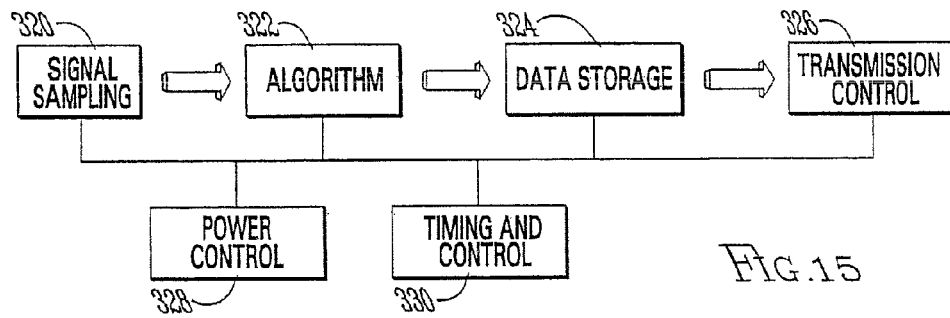 320
322
324
326
SIGNAL
SAMPLING
ALGORITHM
DATA STORAGE
TRANSMISSION
CONTROL
POWER
CONTROL
TIMING AND
CONTROL
328
330
FIG. 15